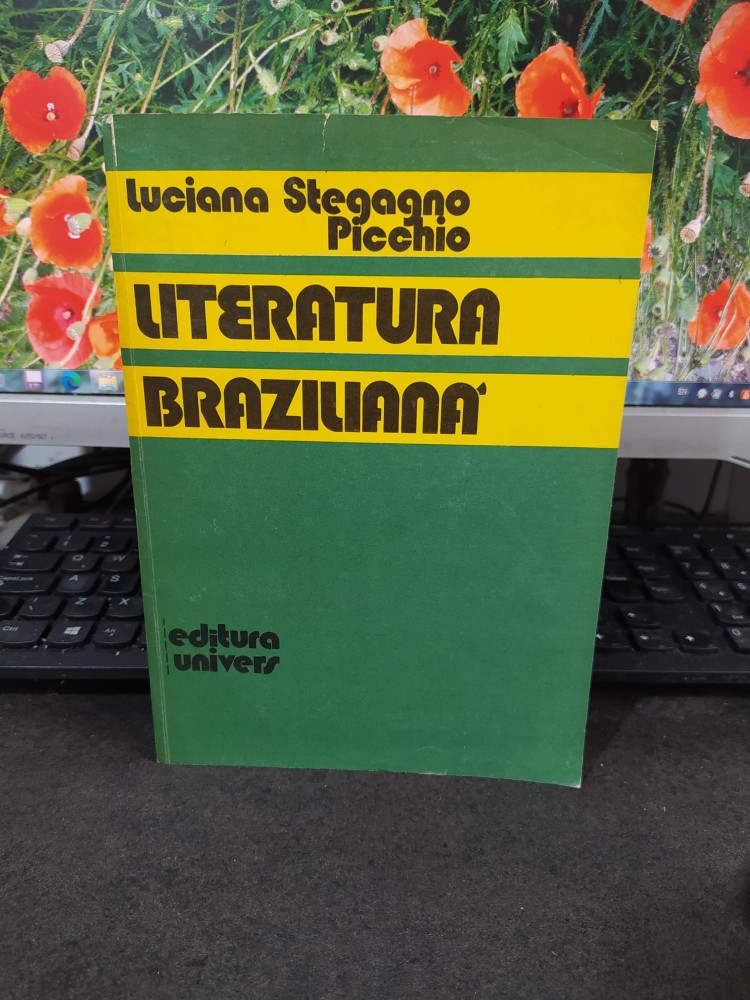 Luciana Stegagno
Picchio
LITERATURA
BRAZILIANĂ
editura
univers